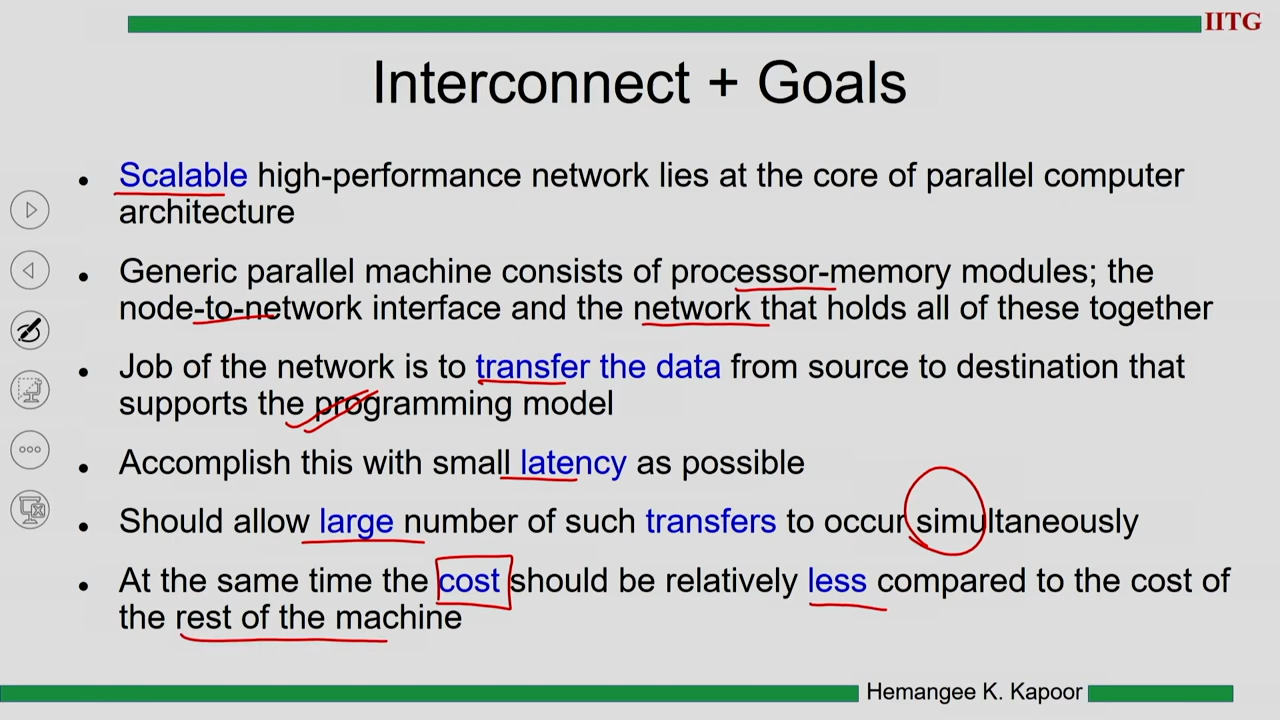 IITG
Interconnect + Goals
• Scalable high-performance network lies at the core of parallel computer
architecture
• Generic parallel machine consists of processor-memory modules; the
node-to-network interface and the network that holds all of these together
• Job of the network is to transfer the data from source to destination that
supports the programming model
• Accomplish this with small latency as possible
• Should allow large number of such transfers to occur simultaneously
• At the same time the cost should be relatively less compared to the cost of
the rest of the machine
Hemangee K. Kapoor